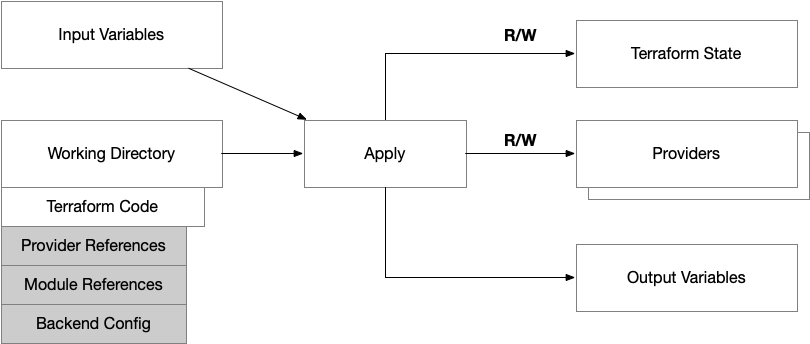 Input Variables
R/W
Terraform State
Working Directory
Apply
R/W
Providers
Terraform Code
Provider References
Module References
Backend Config
Output Variables